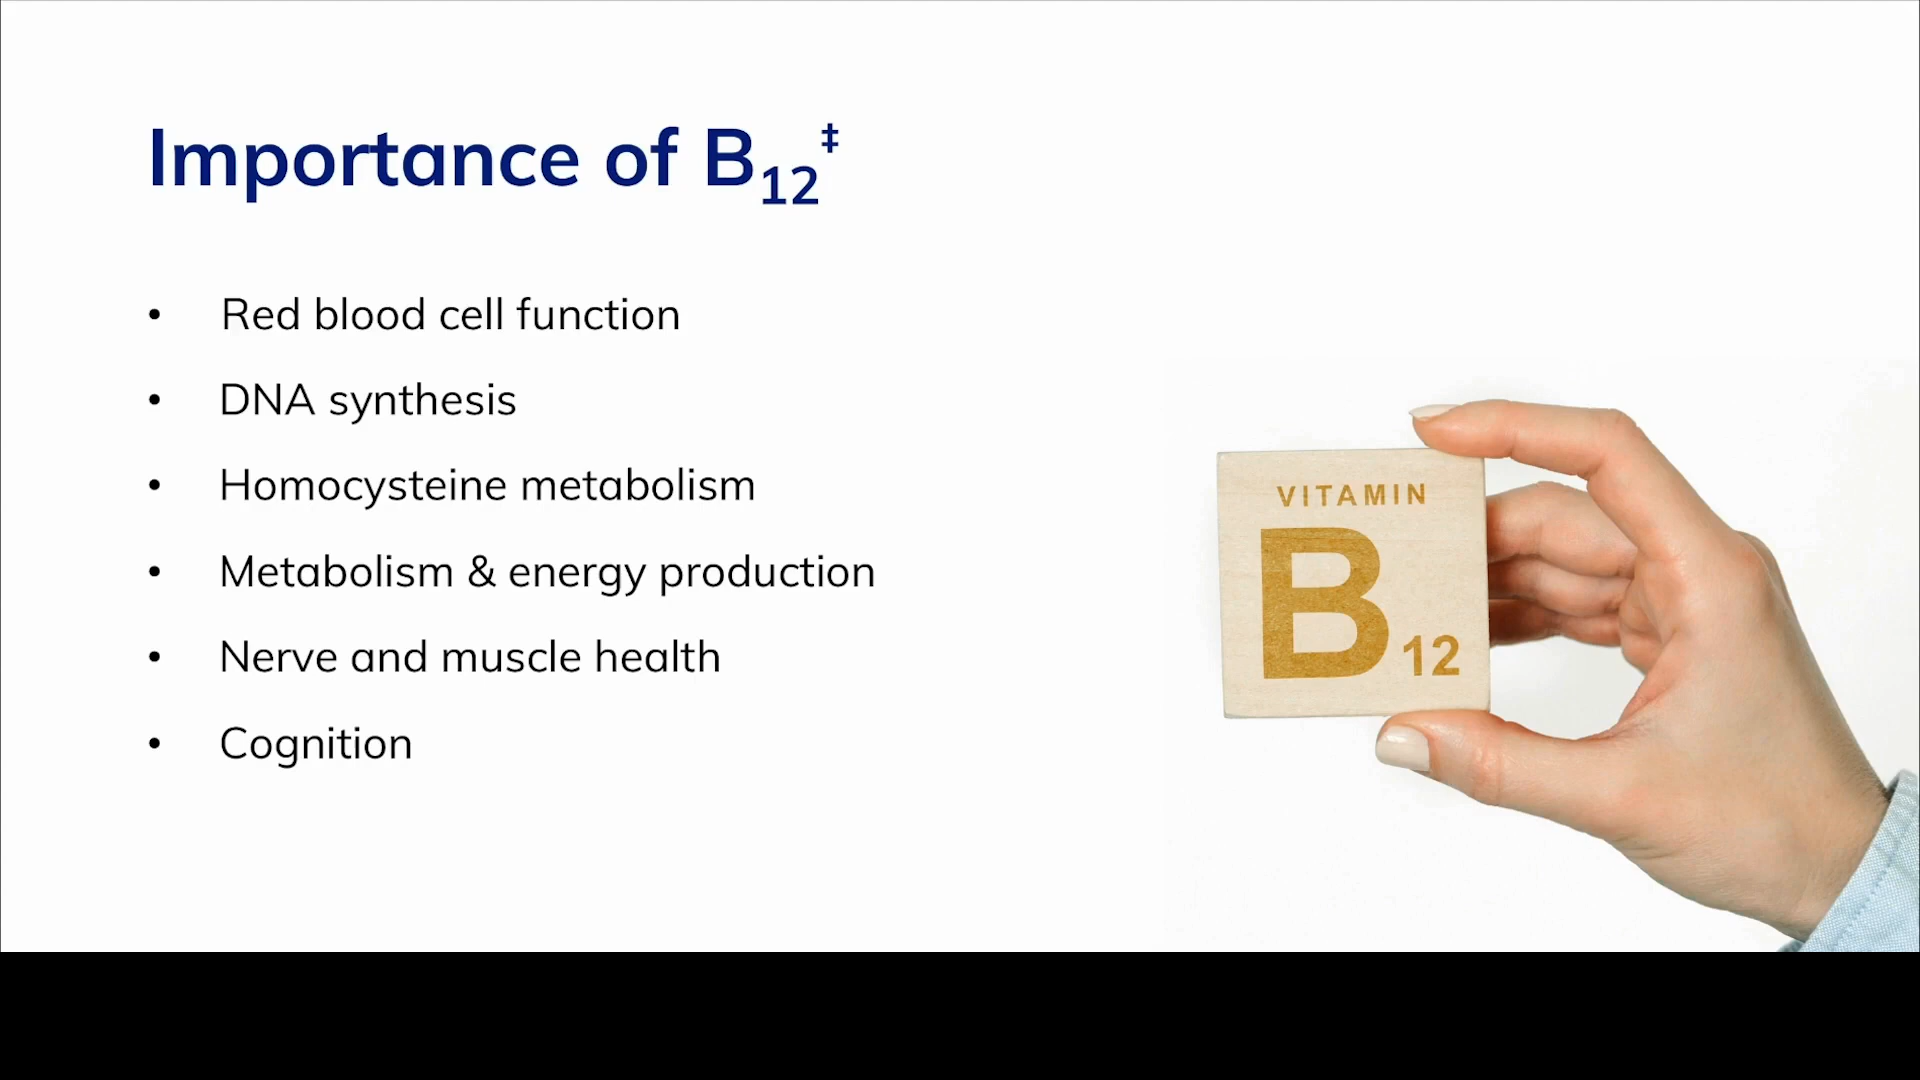 Importance of B₁₂‡
• Red blood cell function
• DNA synthesis
• Homocysteine metabolism
• Metabolism & energy production
• Nerve and muscle health
• Cognition
VITAMIN
B₁₂